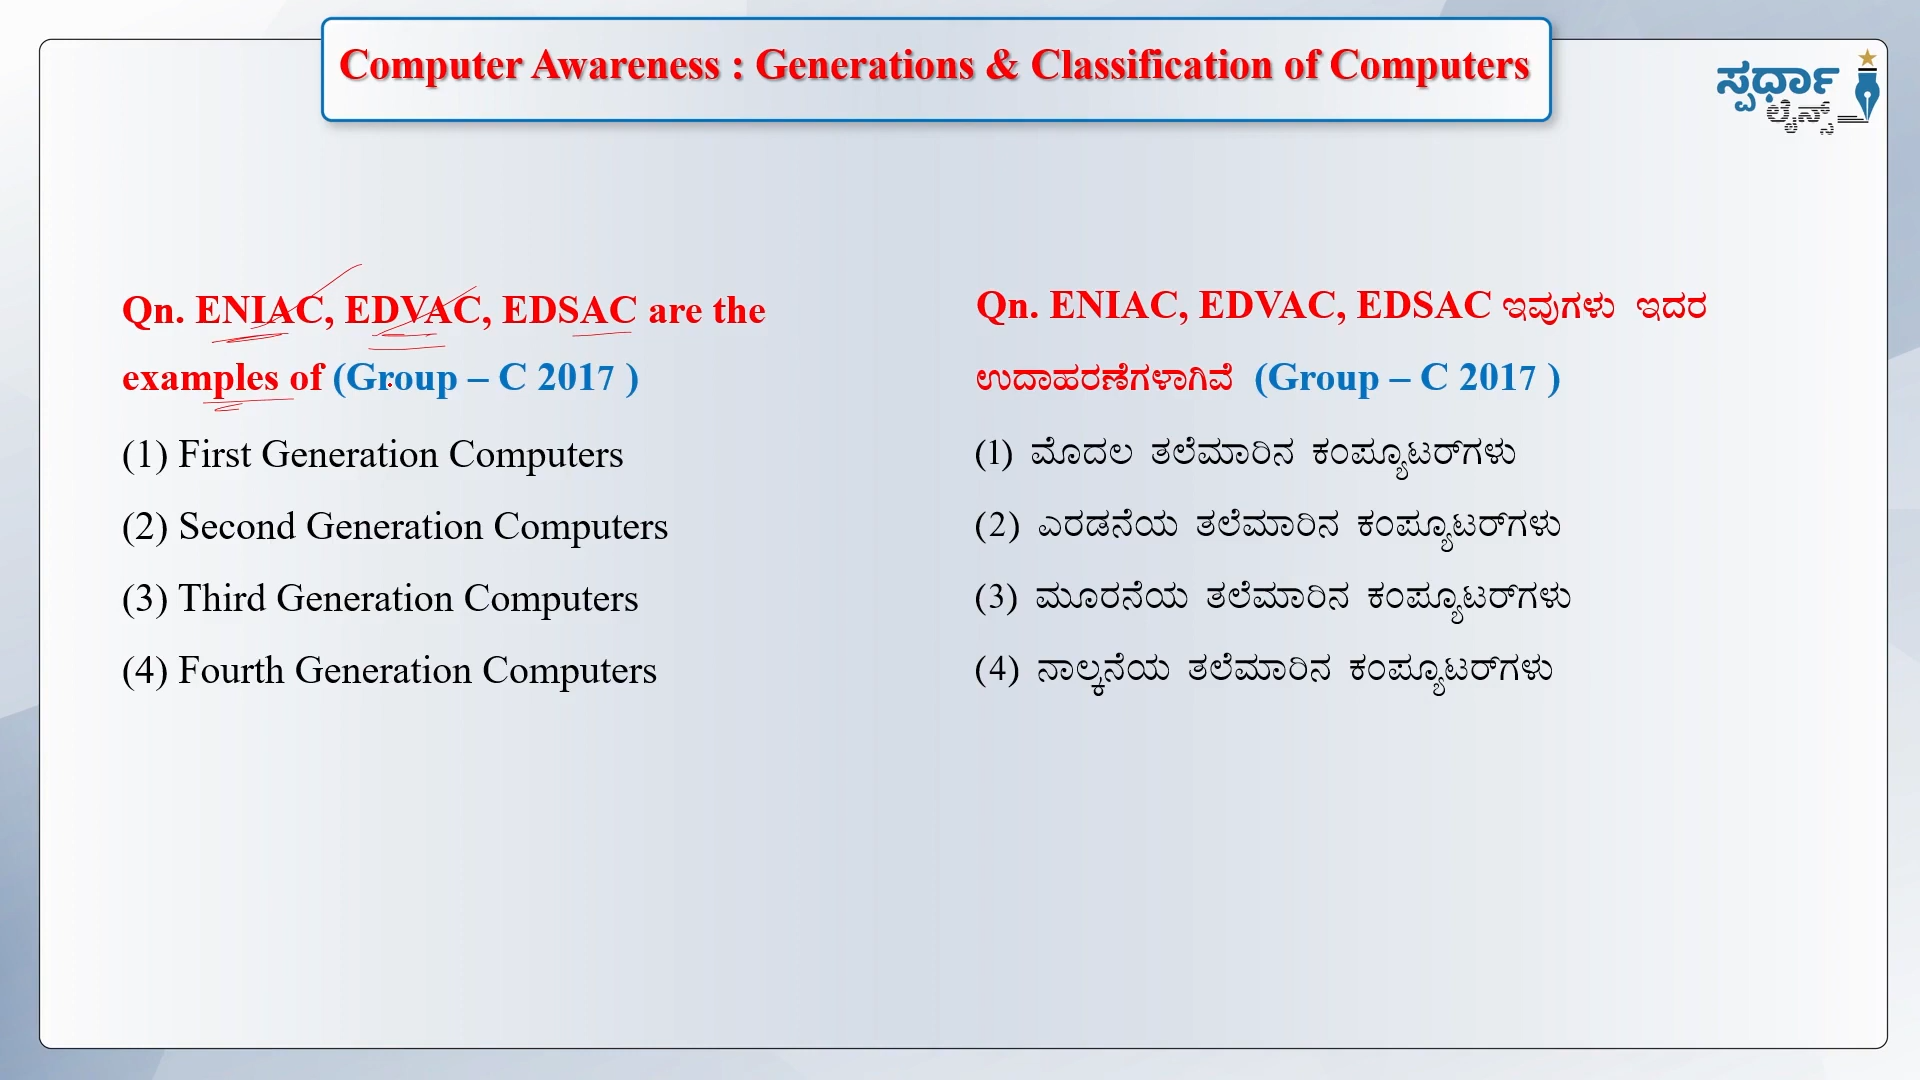 Computer Awareness : Generations & Classification of Computers
ಸ್ಪರ್ಧಾ
ಲೈನ್ಸ್
Qn. ENIAC, EDVAC, EDSAC are the
examples of (Group – C 2017 )
(1) First Generation Computers
(2) Second Generation Computers
(3) Third Generation Computers
(4) Fourth Generation Computers
Qn. ENIAC, EDVAC, EDSAC ಇವುಗಳು ಇದರ
ಉದಾಹರಣೆಗಳಾಗಿವೆ (Group – C 2017 )
(1) ಮೊದಲ ತಲೆಮಾರಿನ ಕಂಪ್ಯೂಟರ್‌ಗಳು
(2) ಎರಡನೆಯ ತಲೆಮಾರಿನ ಕಂಪ್ಯೂಟರ್‌ಗಳು
(3) ಮೂರನೆಯ ತಲೆಮಾರಿನ ಕಂಪ್ಯೂಟರ್‌ಗಳು
(4) ನಾಲ್ಕನೆಯ ತಲೆಮಾರಿನ ಕಂಪ್ಯೂಟರ್‌ಗಳು